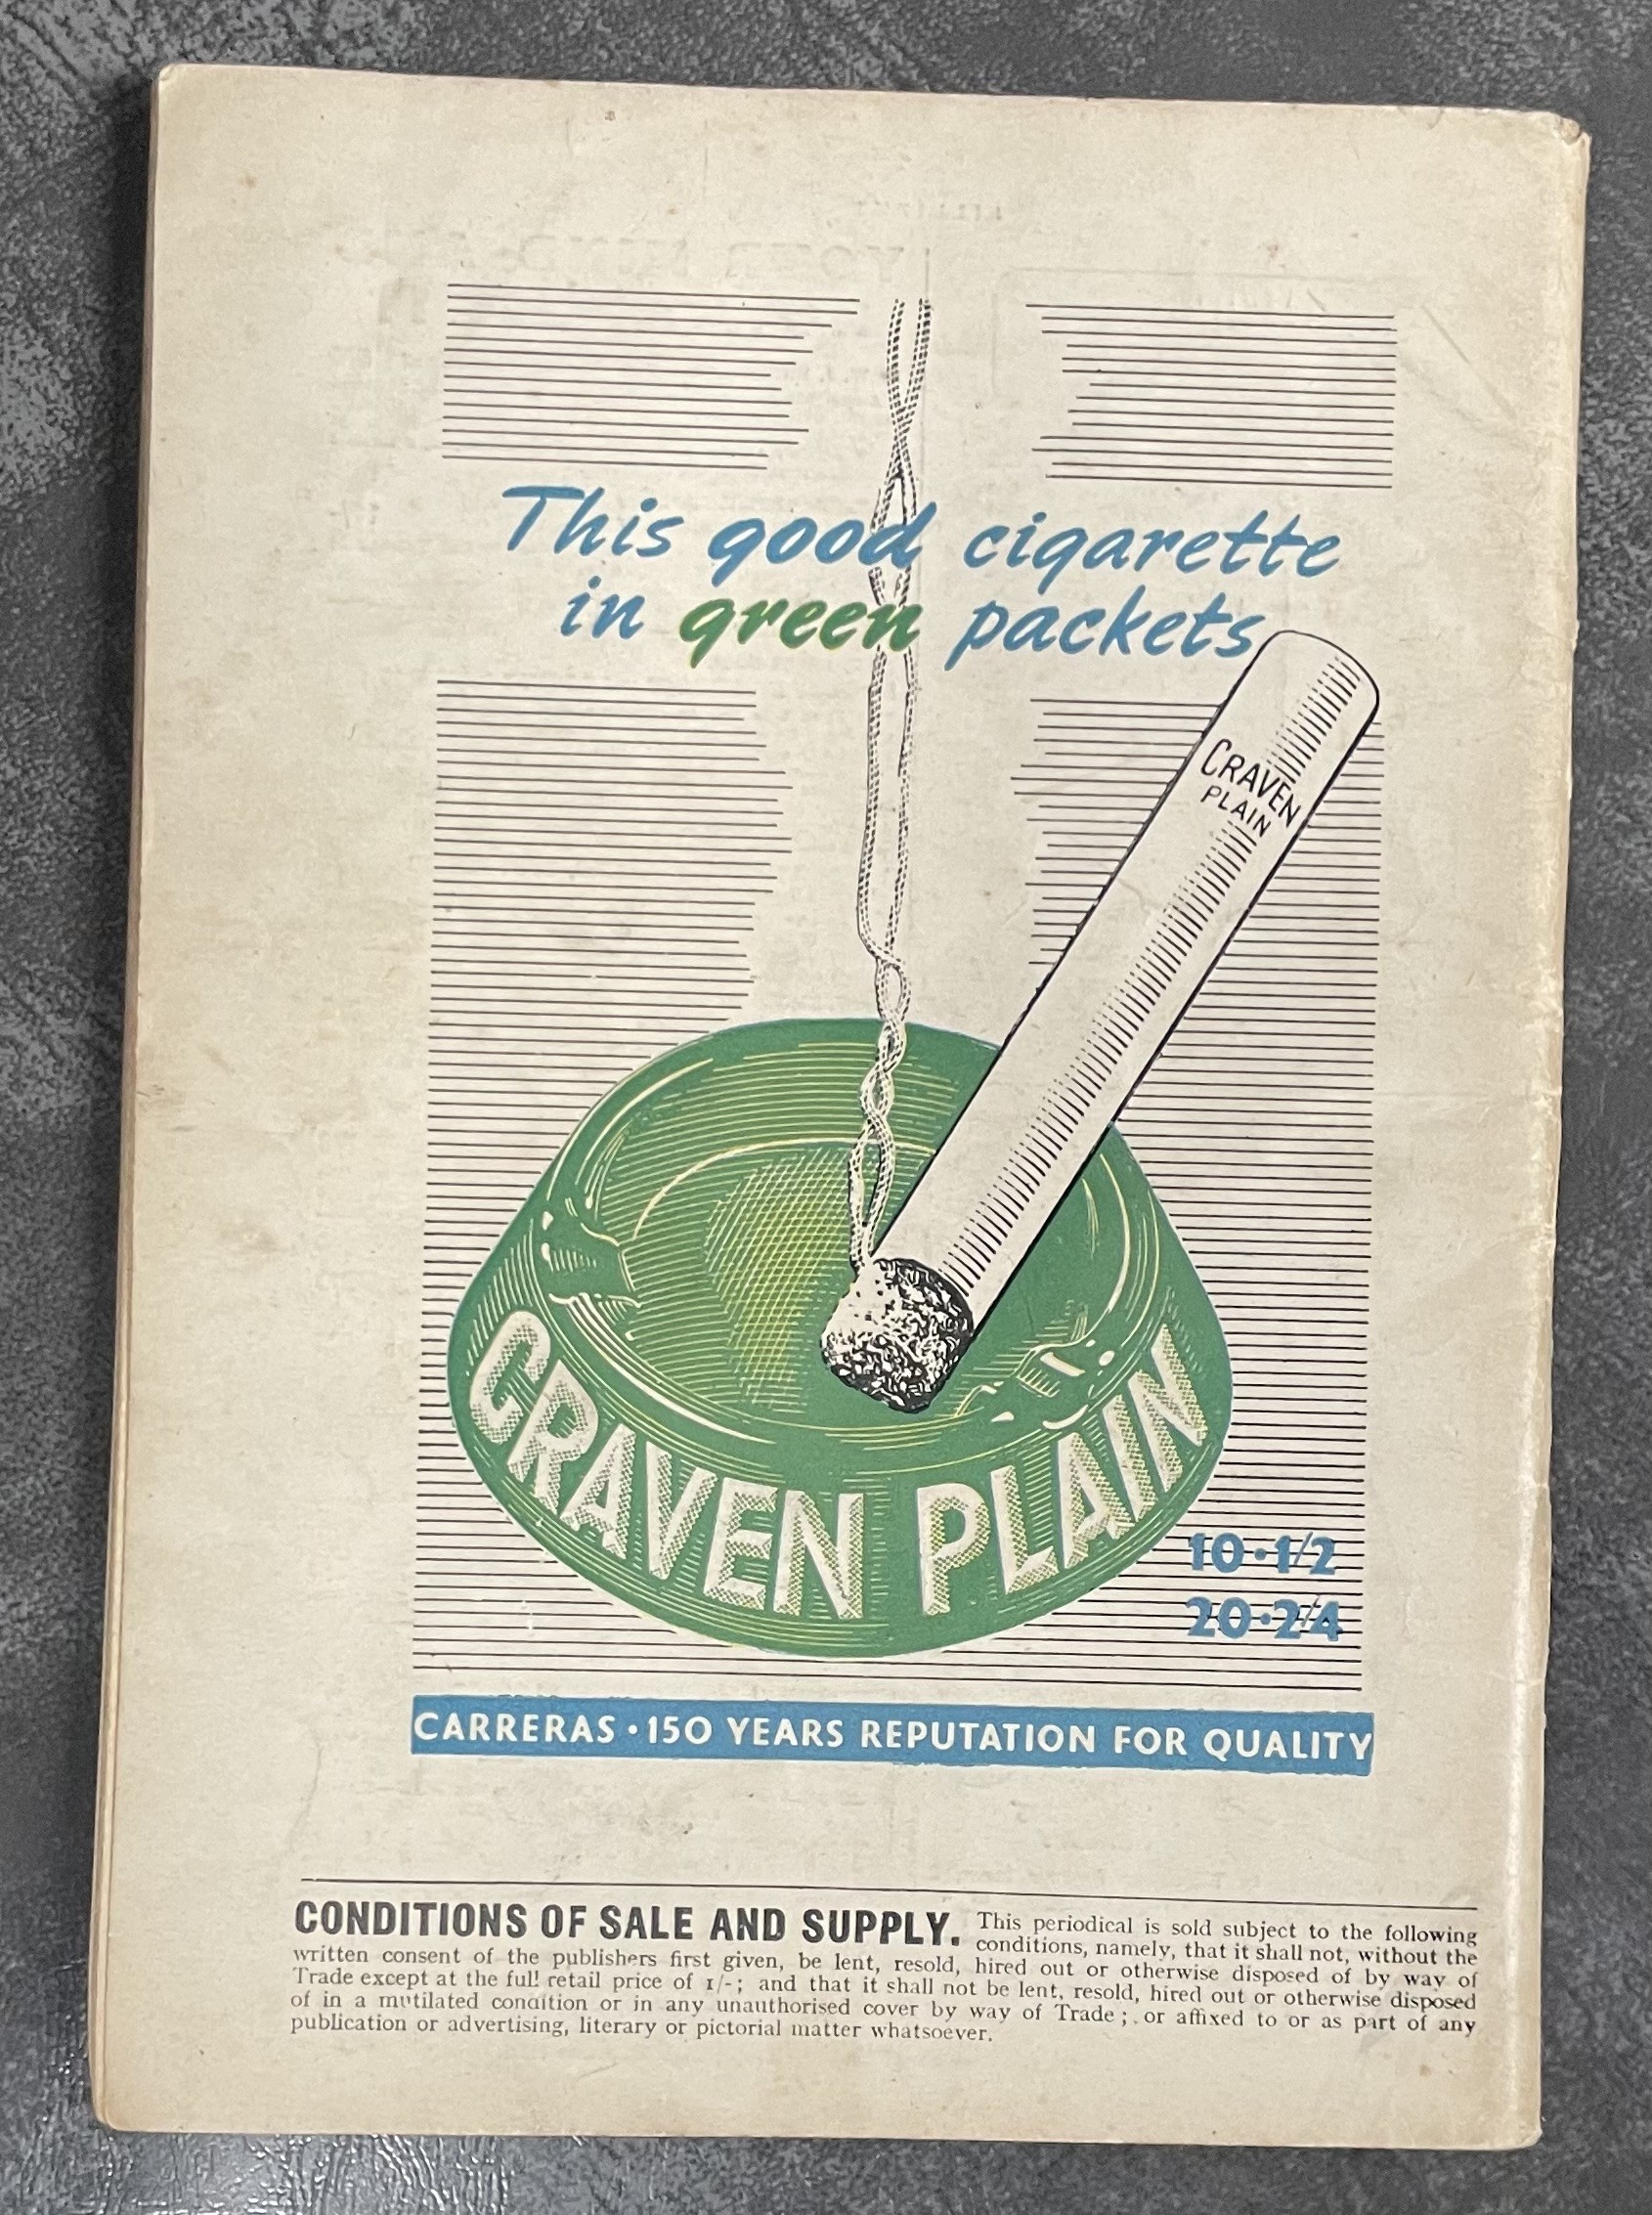 This good cigarette
in green packets
CRAVEN
PLAIN
CRAVEN PLAIN
10·1/2
20·2/4
CARRERAS·150 YEARS REPUTATION FOR QUALITY
CONDITIONS OF SALE AND SUPPLY. This periodical is sold subject to the following
conditions, namely, that it shall not, without the
written consent of the publishers first given, be lent, resold, hired out or otherwise disposed of by way of
Trade except at the full retail price of 1/-; and that it shall not be lent, resold, hired out or otherwise disposed
of in a mutilated condition or in any unauthorised cover by way of Trade; or affixed to or as part of any
publication or advertising, literary or pictorial matter whatsoever.